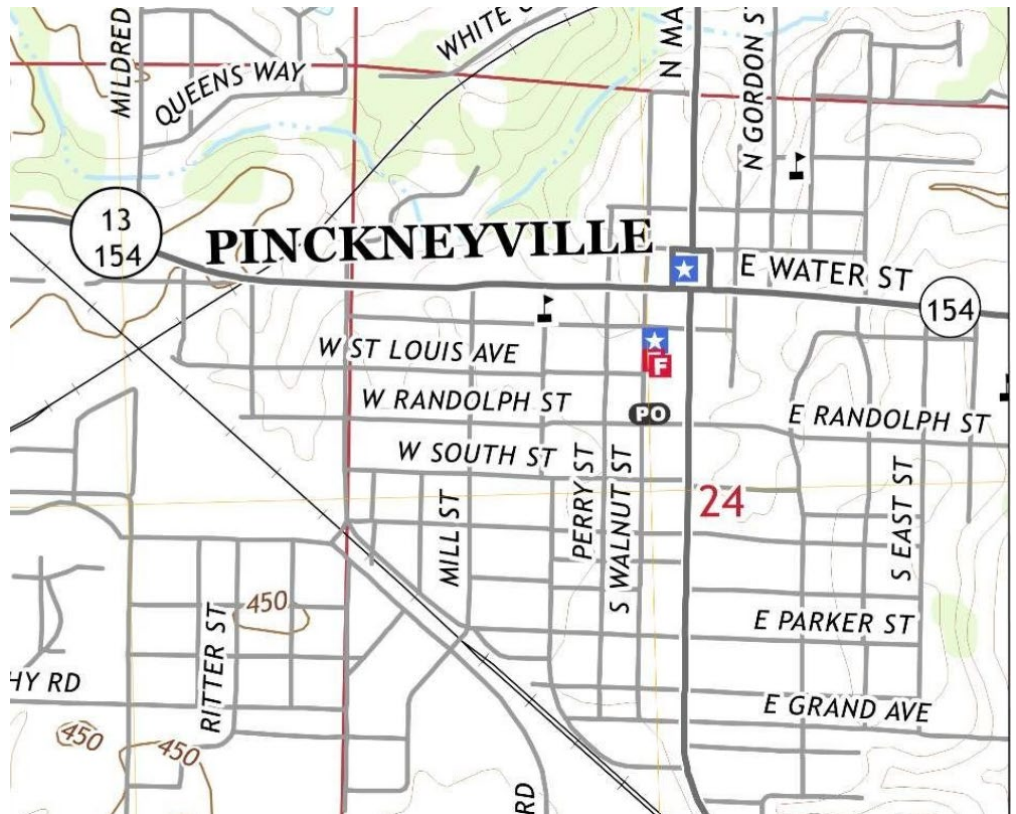 MILDRED
QUEENS WAY
WHITE
N MA
N GORDON ST
13
154
PINCKNEYVILLE
E WATER ST
154
W ST LOUIS AVE
F
W RANDOLPH ST
PO
E RANDOLPH ST
W SOUTH ST
PERRY ST
S WALNUT ST
24
MILL ST
S EAST ST
450
E PARKER ST
RITTER ST
HY RD
E GRAND AVE
450
450
RD